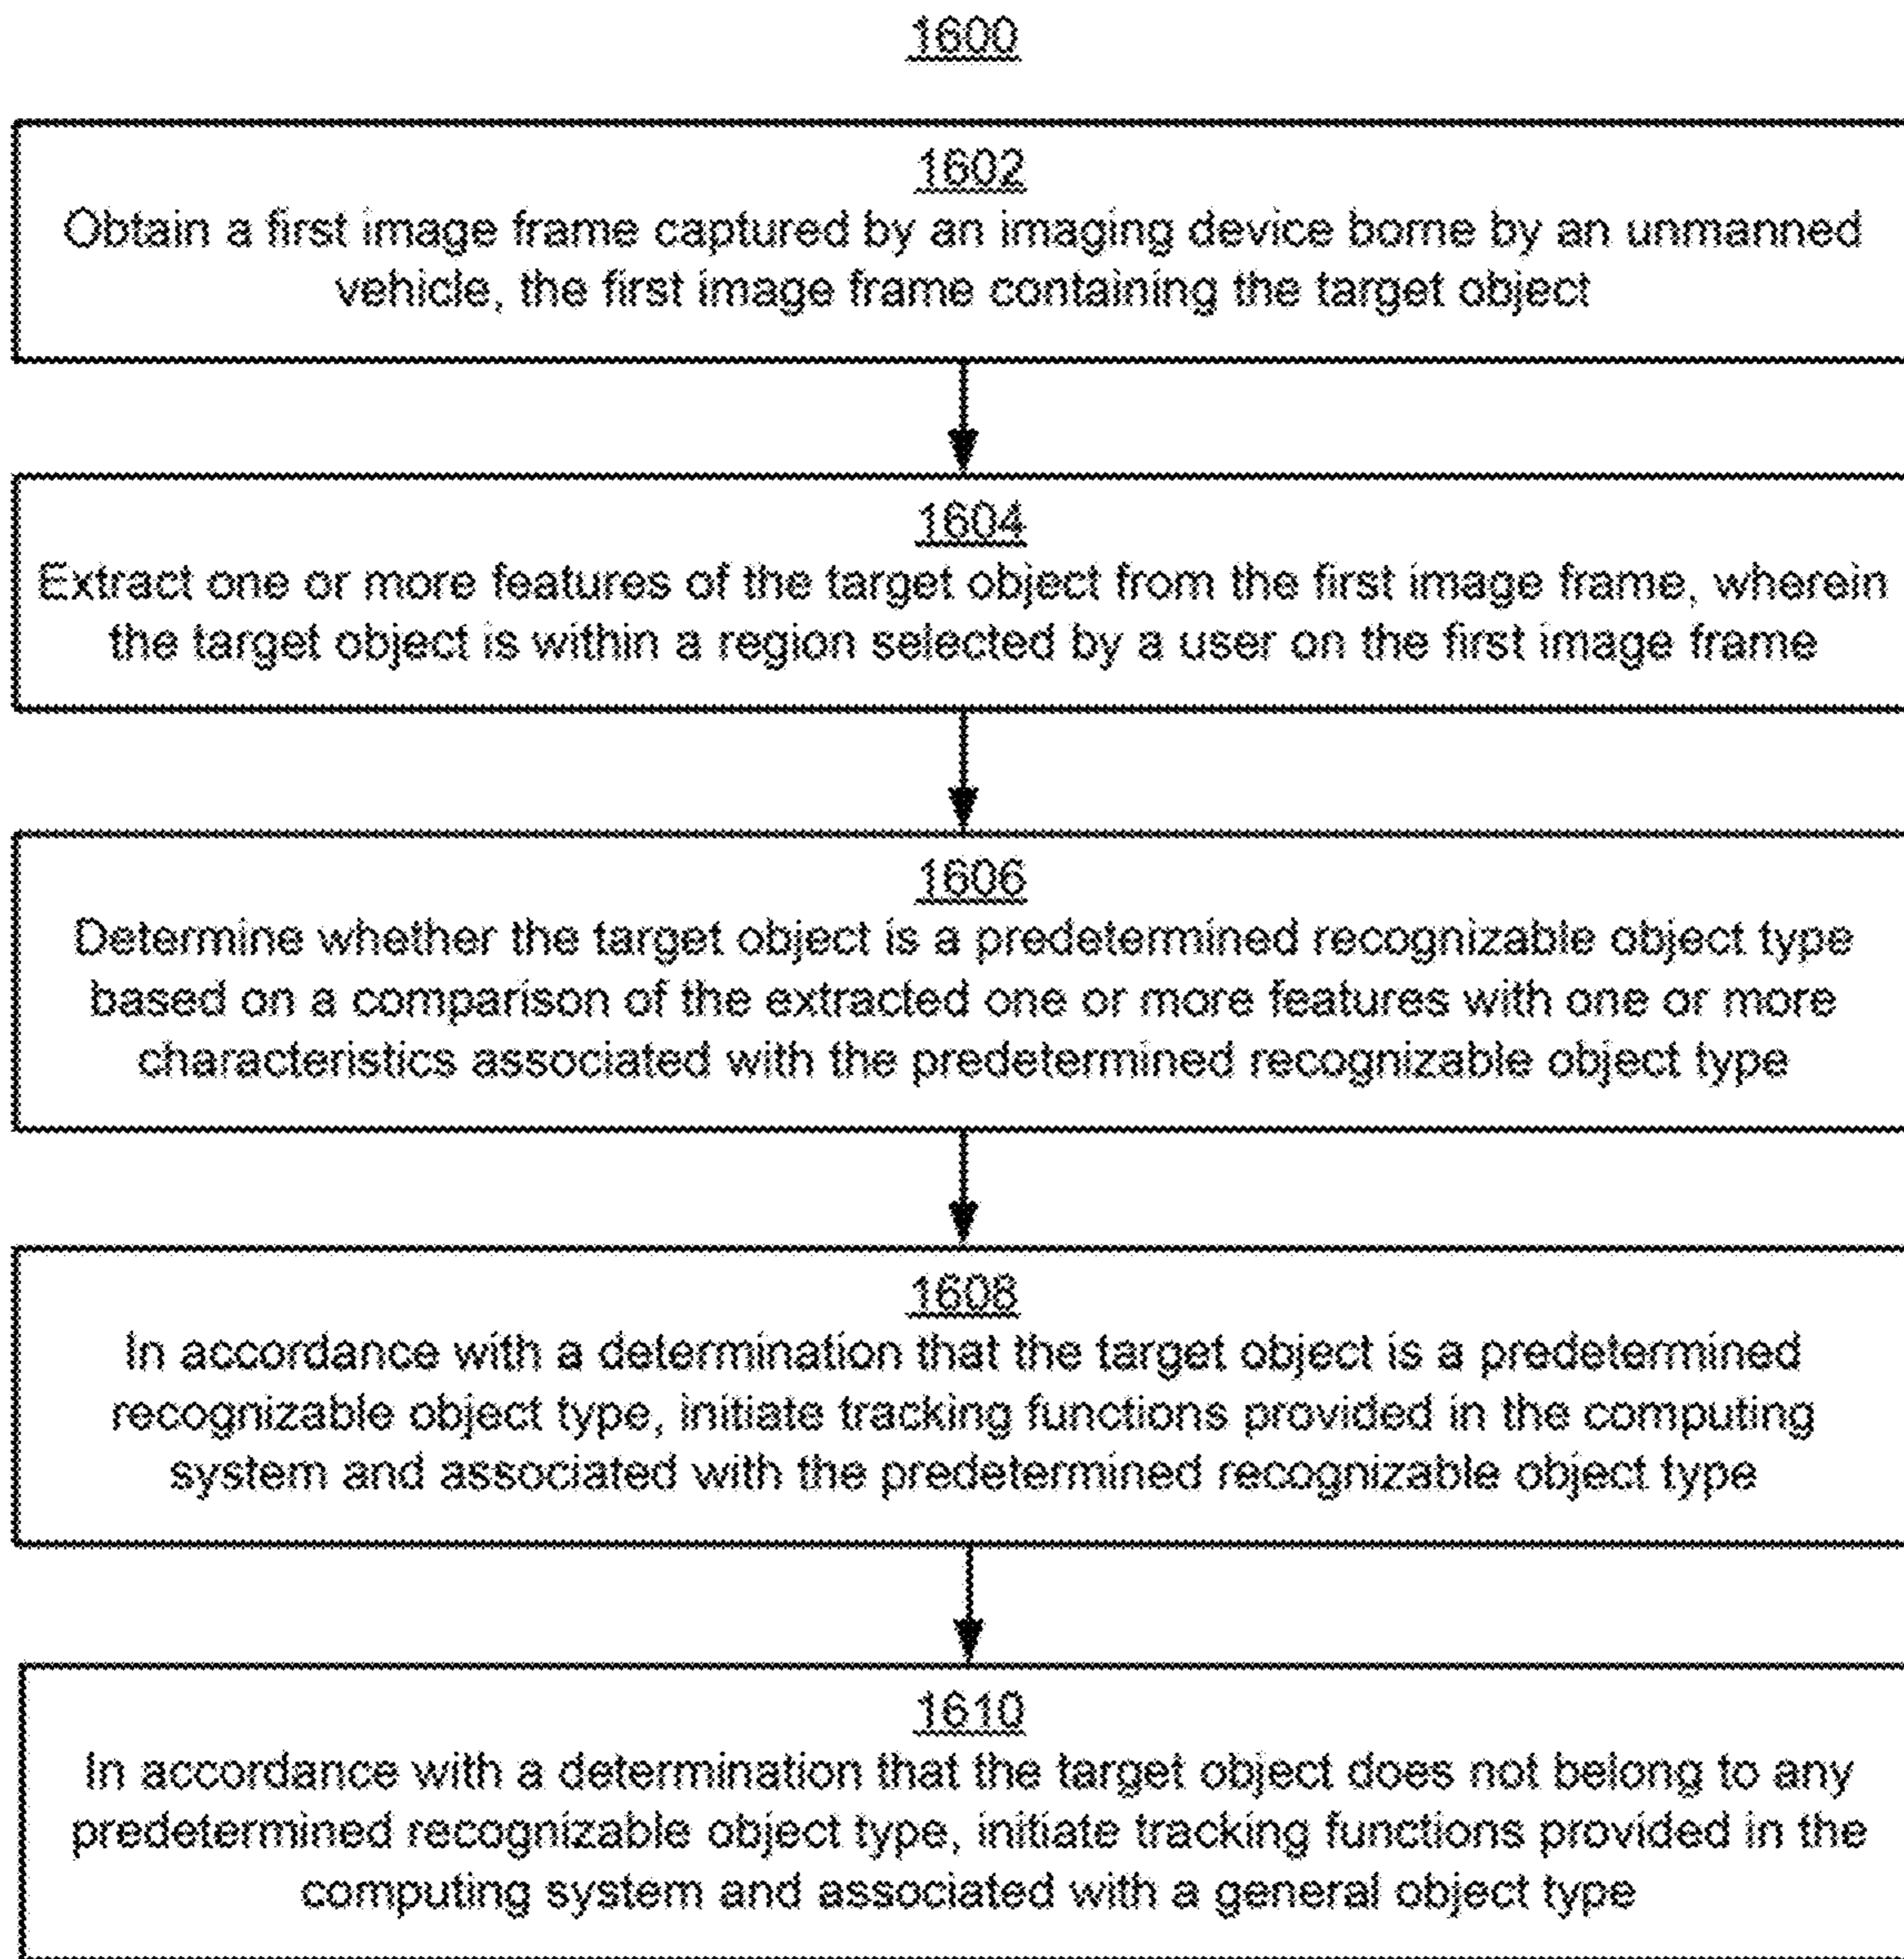 1600
1602
Obtain a first image frame captured by an imaging device borne by an unmanned
vehicle, the first image frame containing the target object
1604
Extract one or more features of the target object from the first image frame, wherein
the target object is within a region selected by a user on the first image frame
1606
Determine whether the target object is a predetermined recognizable object type
based on a comparison of the extracted one or more features with one or more
characteristics associated with the predetermined recognizable object type
1608
In accordance with a determination that the target object is a predetermined
recognizable object type, initiate tracking functions provided in the computing
system and associated with the predetermined recognizable object type
1610
In accordance with a determination that the target object does not belong to any
predetermined recognizable object type, initiate tracking functions provided in the
computing system and associated with a general object type